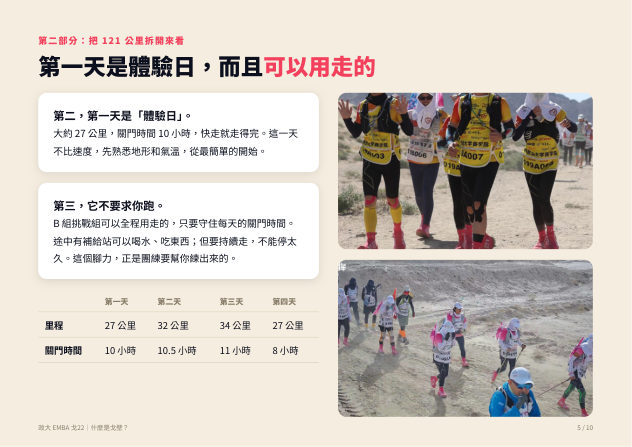 第二部分：把 121 公里拆開來看
第一天是體驗日，而且可以用走的
第二，第一天是「體驗日」。
大約 27 公里，關門時間 10 小時，快走就走得完。這一天
不比速度，先熟悉地形和氣溫，從最簡單的開始。
第三，它不要求你跑。
B 組挑戰組可以全程用走的，只要守住每天的關門時間。
途中有補給站可以喝水、吃東西；但要持續走，不能停太
久。這個腳力，正是團練要幫你練出來的。
第一天 第二天 第三天 第四天
里程 27 公里 32 公里 34 公里 27 公里
關門時間 10 小時 10.5 小時 11 小時 8 小時
A007
政大 EMBA 戈22｜什麼是戈壁？
5 / 10